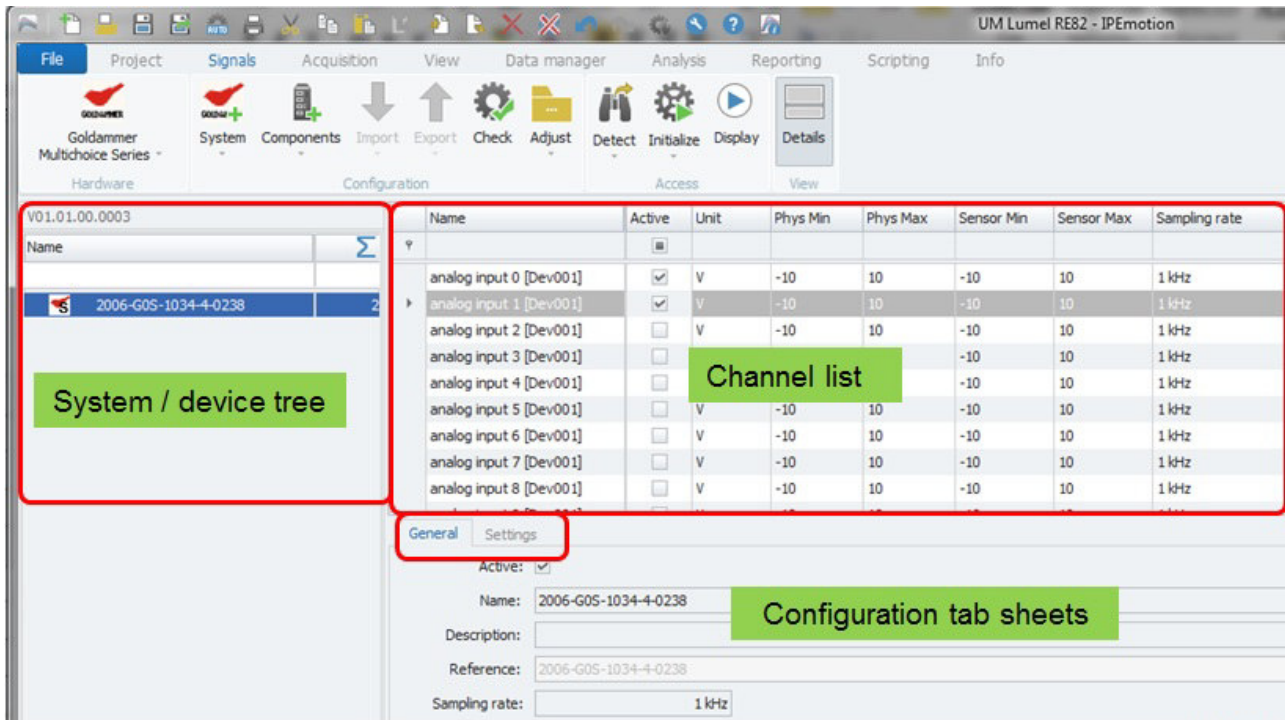 AUTO
UM Lumel RE82 - IPEmotion
File Project Signals Acquisition View Data manager Analysis Reporting Scripting Info
GOLDAMMER
Goldammer
Multichoice Series
System Components Import Export Check Adjust Detect Initialize Display Details
Hardware Configuration Access View
V01.01.00.0003
Name Σ
2006-G0S-1034-4-0238 2
System / device tree
Name Active Unit Phys Min Phys Max Sensor Min Sensor Max Sampling rate
analog input 0 [Dev001] V -10 10 -10 10 1 kHz
analog input 1 [Dev001] V -10 10 -10 10 1 kHz
analog input 2 [Dev001] V -10 10 -10 10 1 kHz
analog input 3 [Dev001] -10 10 1 kHz
analog input 4 [Dev001] -10 10 1 kHz
Channel list
analog input 5 [Dev001] V -10 10 -10 10 1 kHz
analog input 6 [Dev001] V -10 10 -10 10 1 kHz
analog input 7 [Dev001] V -10 10 -10 10 1 kHz
analog input 8 [Dev001] V -10 10 -10 10 1 kHz
General Settings
Active:
Name: 2006-G0S-1034-4-0238
Configuration tab sheets
Description:
Reference: 2006-G0S-1034-4-0238
Sampling rate: 1 kHz